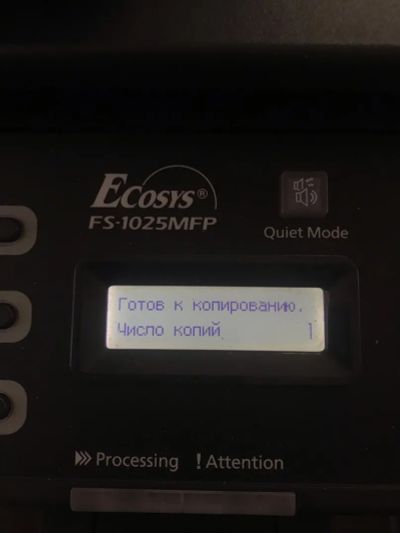 ECOSYS®
FS-1025MFP
Quiet Mode
Готов к копированию.
Число копий 1
Processing ! Attention